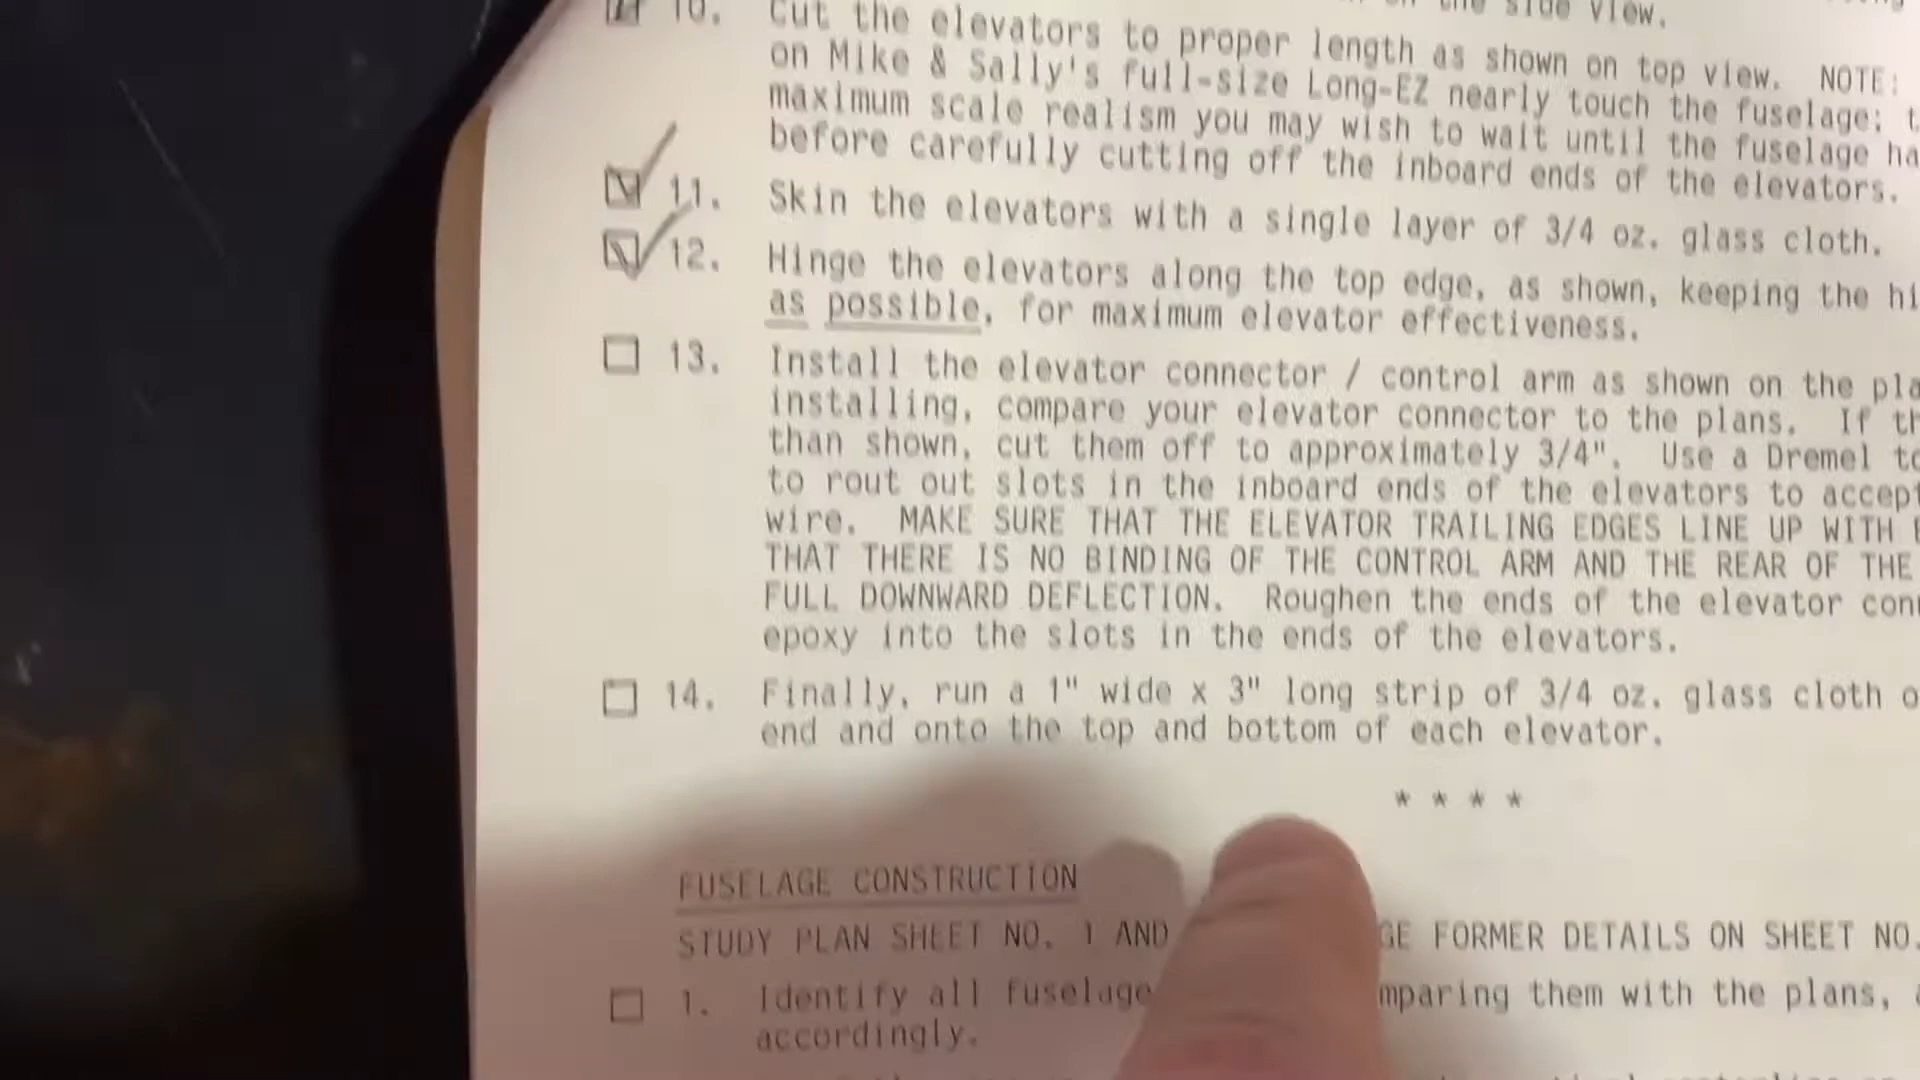 the side view.
10. Cut the elevators to proper length as shown on top view. NOTE:
on Mike & Sally's full-size Long-EZ nearly touch the fuselage;
maximum scale realism you may wish to wait until the fuselage ha
before carefully cutting off the inboard ends of the elevators.
11. Skin the elevators with a single layer of 3/4 oz. glass cloth.
12. Hinge the elevators along the top edge, as shown, keeping the hi
as possible, for maximum elevator effectiveness.
13. Install the elevator connector / control arm as shown on the pla
installing, compare your elevator connector to the plans. If th
than shown, cut them off to approximately 3/4". Use a Dremel to
to rout out slots in the inboard ends of the elevators to accept
wire. MAKE SURE THAT THE ELEVATOR TRAILING EDGES LINE UP WITH
THAT THERE IS NO BINDING OF THE CONTROL ARM AND THE REAR OF THE
FULL DOWNWARD DEFLECTION. Roughen the ends of the elevator con
epoxy into the slots in the ends of the elevators.
14. Finally, run a 1" wide x 3" long strip of 3/4 oz. glass cloth o
end and onto the top and bottom of each elevator.
* * * *
FUSELAGE CONSTRUCTION
STUDY PLAN SHEET NO. 1 AND GE FORMER DETAILS ON SHEET NO.
1. Identify all fuselage mparing them with the plans, a
accordingly.